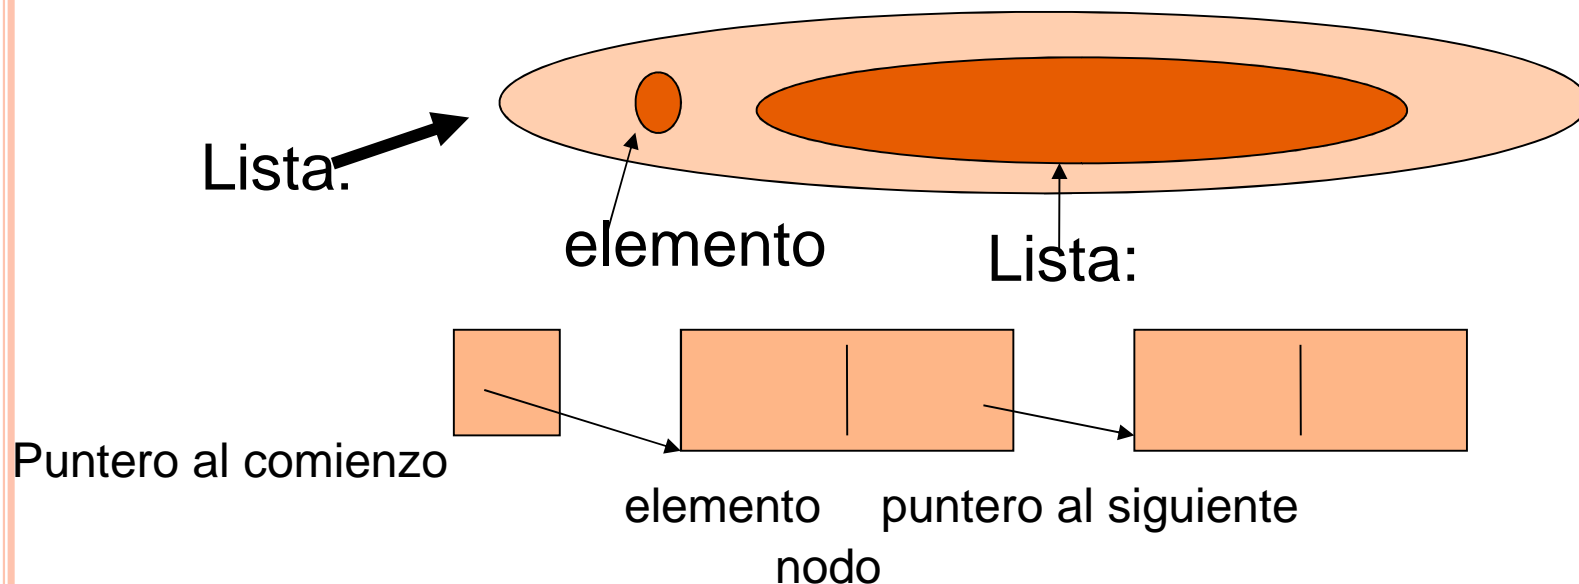 Lista:
elemento
Lista:
Puntero al comienzo
elemento puntero al siguiente
nodo